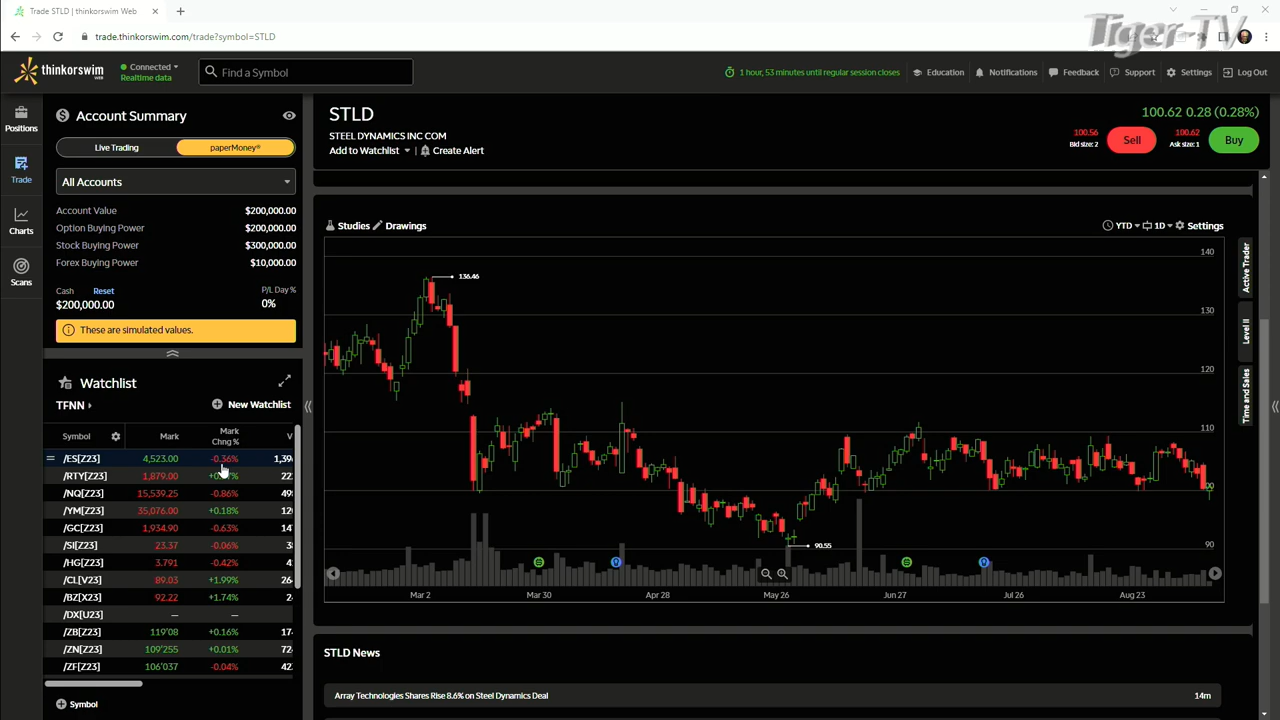 Trade STLD | thinkorswim Web
Tiger-TV
trade.thinkorswim.com/trade?symbol=STLD
thinkorswim
web
Connected
Realtime data
Find a Symbol
1 hour, 53 minutes until regular session closes
Education
Notifications
Feedback
Support
Settings
Log Out
Positions
Trade
Charts
Scans
Account Summary
Live Trading
paperMoney®
All Accounts
Account Value $200,000.00
Option Buying Power $200,000.00
Stock Buying Power $300,000.00
Forex Buying Power $10,000.00
Cash Reset P/L Day %
$200,000.00 0%
These are simulated values.
Watchlist
TFNN
New Watchlist
Symbol Mark Mark Chng % V
/ES[Z23] 4,523.00 -0.36%
/RTY[Z23] 1,879.00
/NQ[Z23] 15,539.25 -0.86%
/YM[Z23] 35,076.00 +0.18%
/GC[Z23] 1,934.90 -0.63%
/SI[Z23] 23.37 -0.06%
/HG[Z23] 3.791 -0.42%
/CL[V23] 89.03 +1.99%
/BZ[X23] 92.22 +1.74%
/DX[U23] — —
/ZB[Z23] 119'08 +0.16%
/ZN[Z23] 109'255 +0.01%
/ZF[Z23] 106'037 -0.04%
Symbol
STLD
STEEL DYNAMICS INC COM
Add to Watchlist | Create Alert
100.62 0.28 (0.28%)
100.56
Bid size: 2
Sell
100.62
Ask size: 1
Buy
Studies
Drawings
YTD
1D
Settings
140
130
120
110
90
136.46
90.55
Mar 2
Mar 30
Apr 28
May 26
Jun 27
Jul 26
Aug 23
Active Trader
Level II
Time and Sales
STLD News
Array Technologies Shares Rise 8.6% on Steel Dynamics Deal 14m